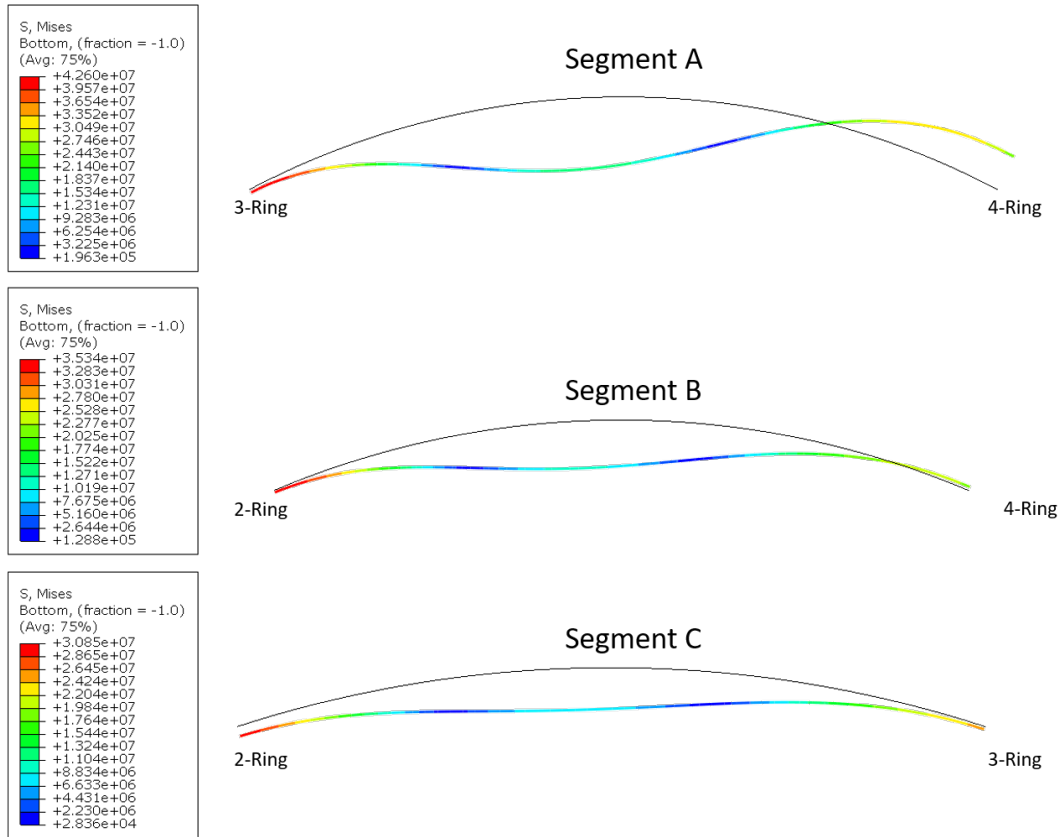 S, Mises
Bottom, (fraction = -1.0)
(Avg: 75%)
+4.260e+07
+3.957e+07
+3.654e+07
+3.352e+07
+3.049e+07
+2.746e+07
+2.443e+07
+2.140e+07
+1.837e+07
+1.534e+07
+1.231e+07
+9.283e+06
+6.254e+06
+3.225e+06
+1.963e+05
Segment A
3-Ring
4-Ring
S, Mises
Bottom, (fraction = -1.0)
(Avg: 75%)
+3.534e+07
+3.283e+07
+3.031e+07
+2.780e+07
+2.528e+07
+2.277e+07
+2.025e+07
+1.774e+07
+1.522e+07
+1.271e+07
+1.019e+07
+7.675e+06
+5.160e+06
+2.644e+06
+1.288e+05
Segment B
2-Ring
4-Ring
S, Mises
Bottom, (fraction = -1.0)
(Avg: 75%)
+3.085e+07
+2.865e+07
+2.645e+07
+2.424e+07
+2.204e+07
+1.984e+07
+1.764e+07
+1.544e+07
+1.324e+07
+1.104e+07
+8.834e+06
+6.633e+06
+4.431e+06
+2.230e+06
+2.836e+04
Segment C
2-Ring
3-Ring